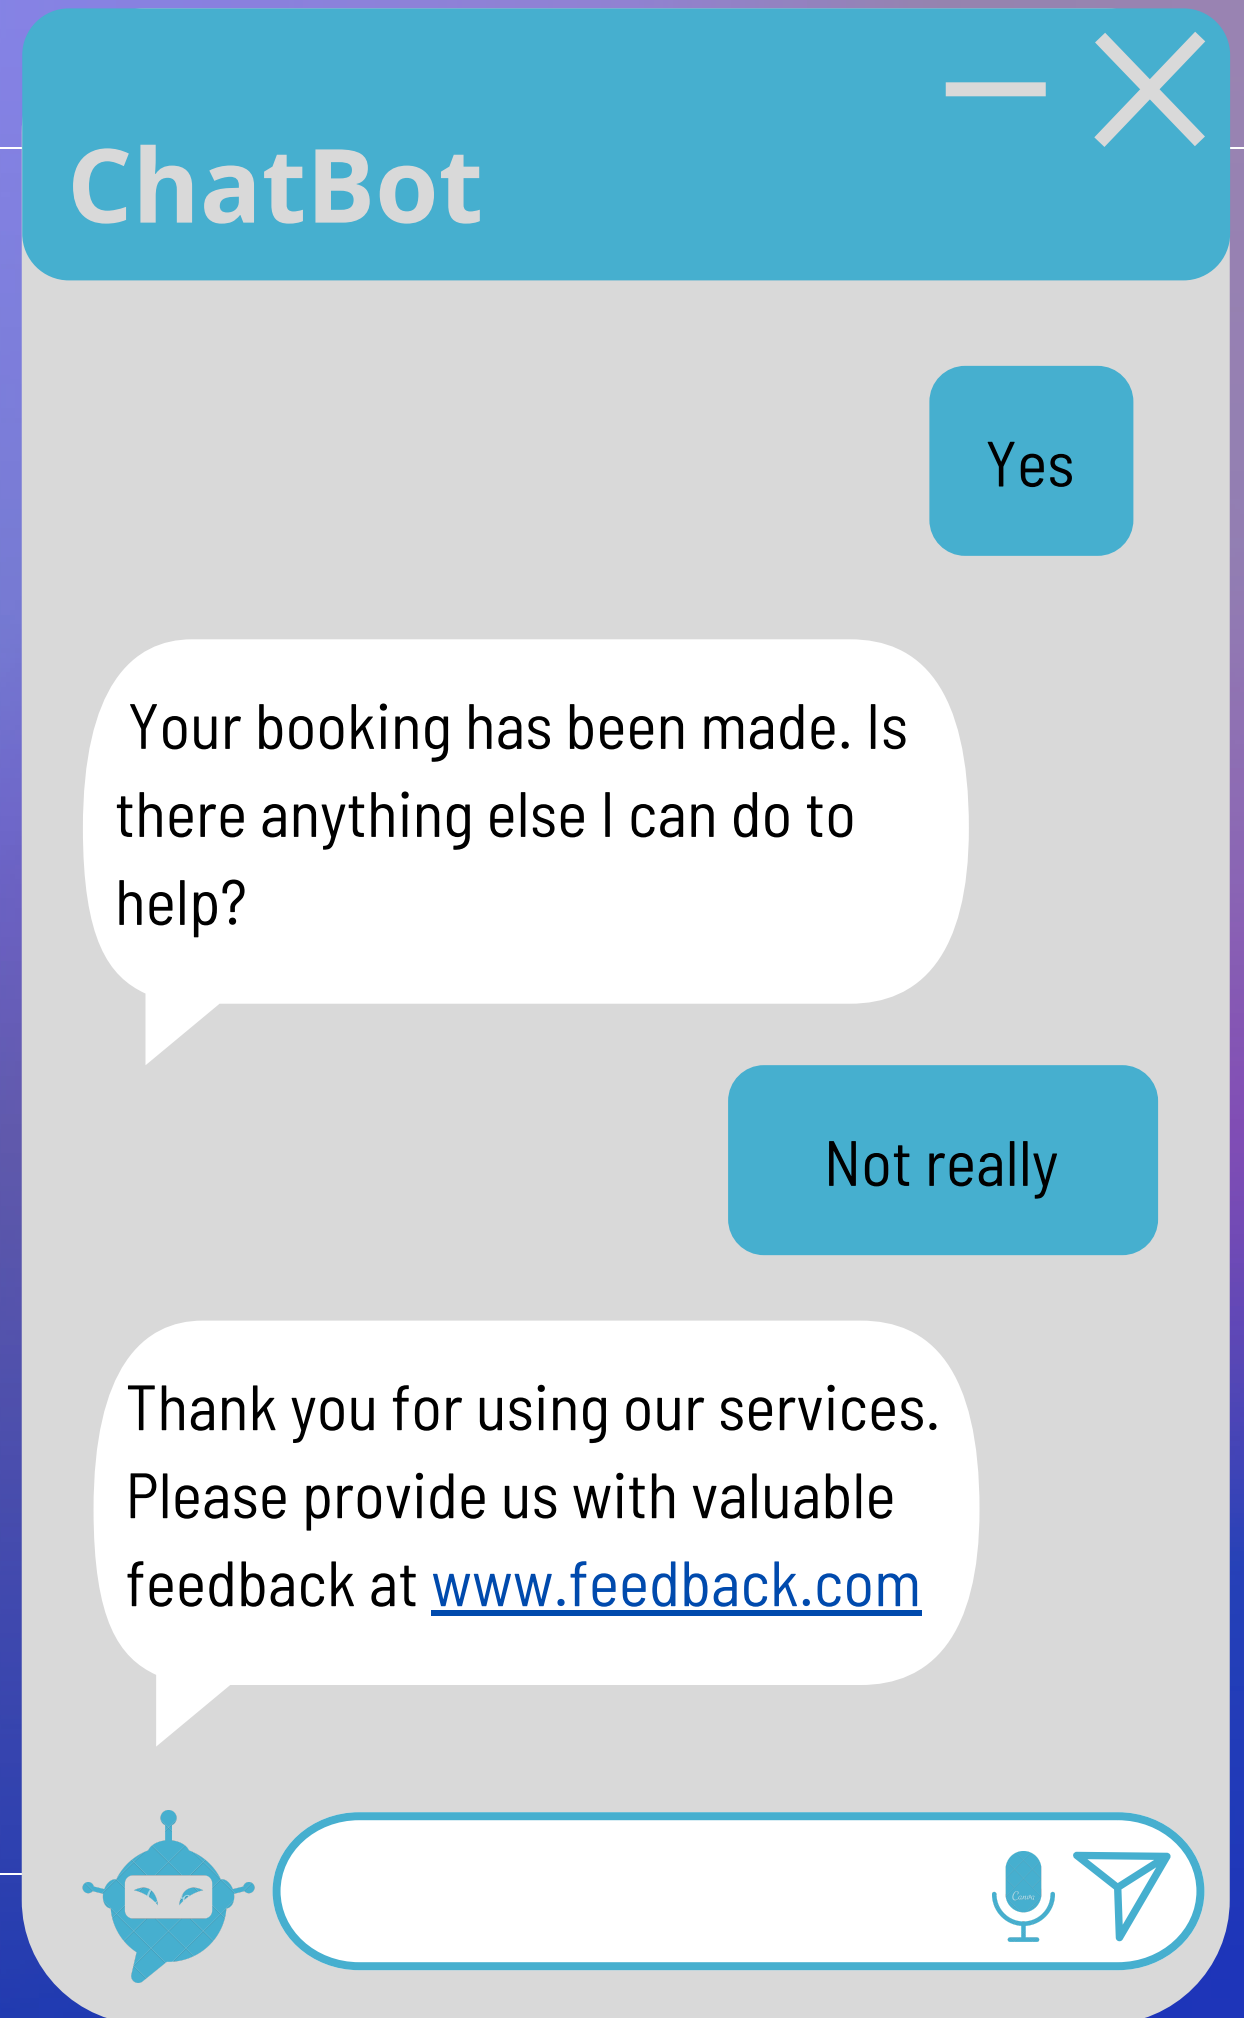 ChatBot
Yes
Your booking has been made. Is
there anything else I can do to
help?
Not really
Thank you for using our services.
Please provide us with valuable
feedback at www.feedback.com
Canva